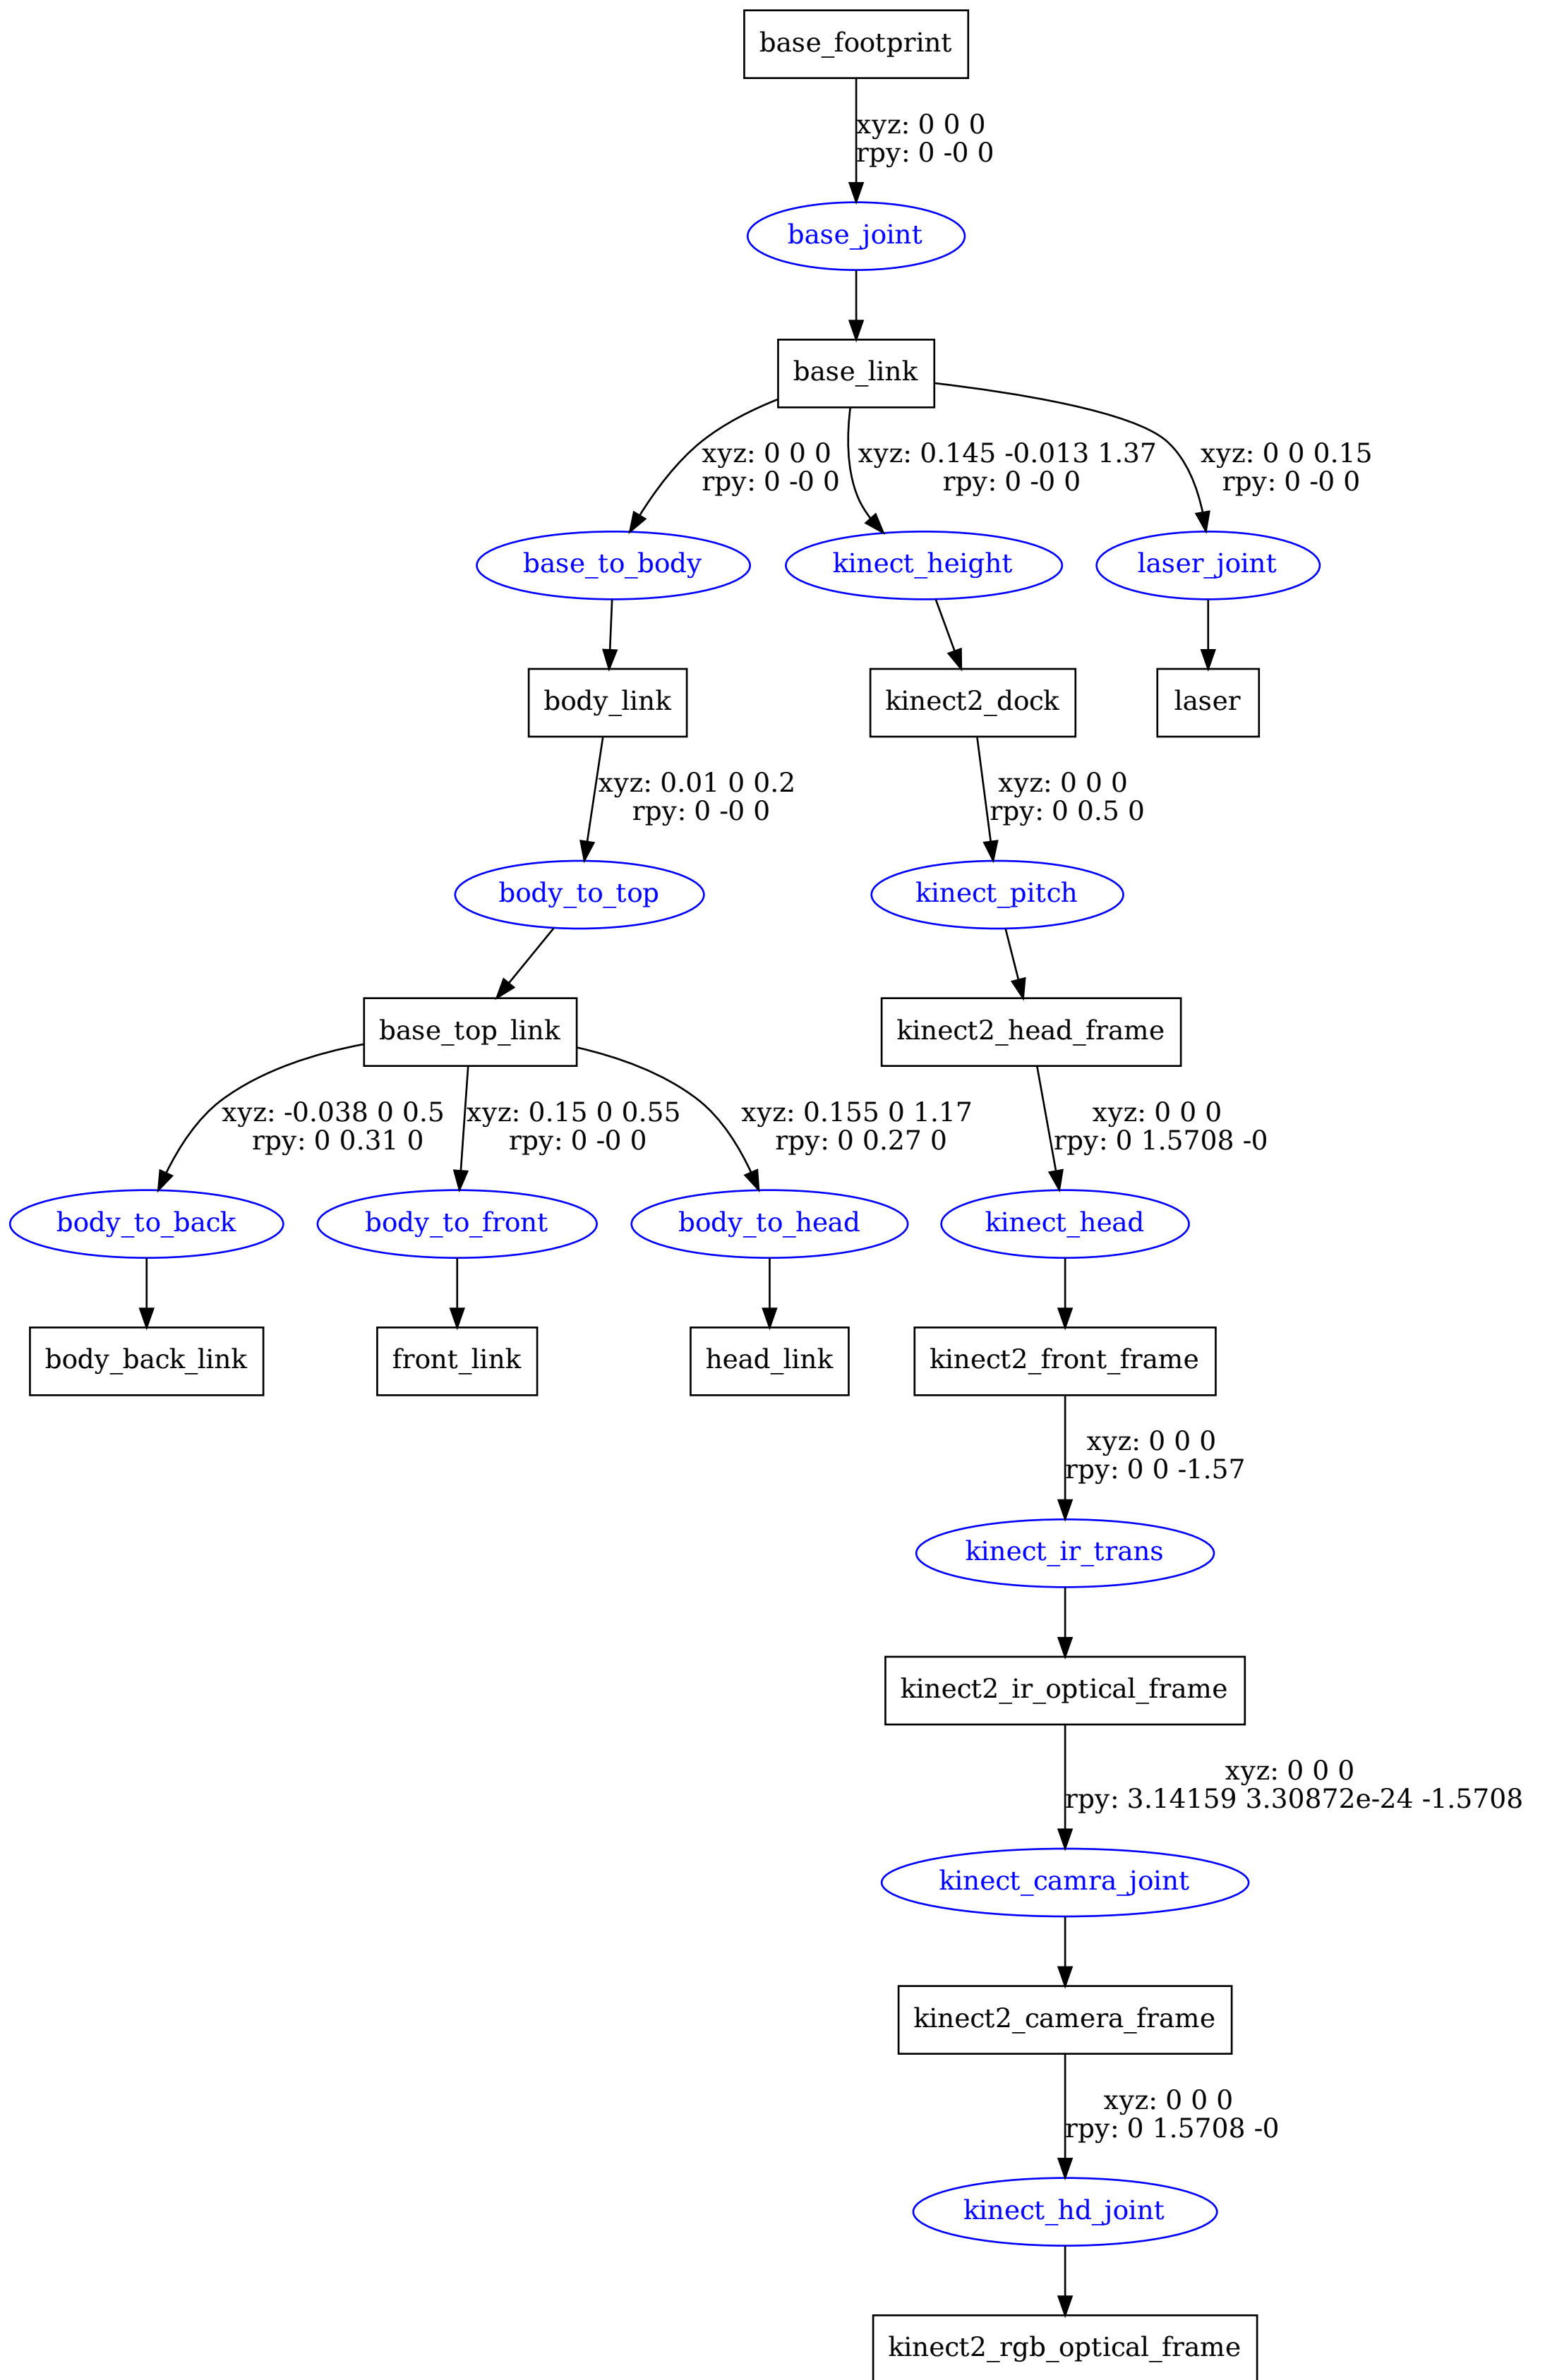 base_footprint
xyz: 0 0 0
rpy: 0 -0 0
base_joint
base_link
xyz: 0 0 0
rpy: 0 -0 0
xyz: 0.145 -0.013 1.37
rpy: 0 -0 0
xyz: 0 0 0.15
rpy: 0 -0 0
base_to_body
kinect_height
laser_joint
body_link
kinect2_dock
laser
xyz: 0.01 0 0.2
rpy: 0 -0 0
xyz: 0 0 0
rpy: 0 0.5 0
body_to_top
kinect_pitch
base_top_link
kinect2_head_frame
xyz: -0.038 0 0.5
rpy: 0 0.31 0
xyz: 0.15 0 0.55
rpy: 0 -0 0
xyz: 0.155 0 1.17
rpy: 0 0.27 0
xyz: 0 0 0
rpy: 0 1.5708 -0
body_to_back
body_to_front
body_to_head
kinect_head
body_back_link
front_link
head_link
kinect2_front_frame
xyz: 0 0 0
rpy: 0 0 -1.57
kinect_ir_trans
kinect2_ir_optical_frame
xyz: 0 0 0
rpy: 3.14159 3.30872e-24 -1.5708
kinect_camra_joint
kinect2_camera_frame
xyz: 0 0 0
rpy: 0 1.5708 -0
kinect_hd_joint
kinect2_rgb_optical_frame